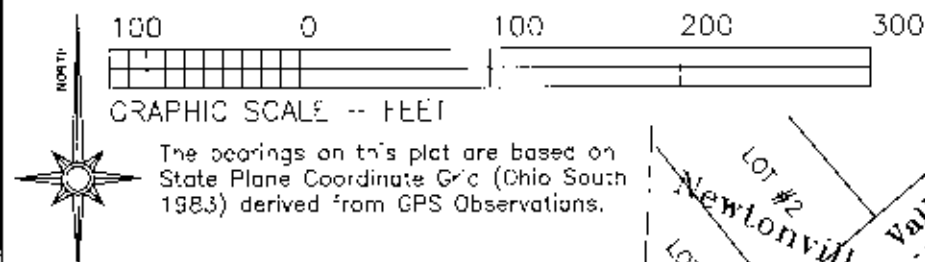 100 0 100 200 300
NORTH
GRAPHIC SCALE -- FEET
The bearings on this plat are based on
State Plane Coordinate Grid (Ohio South
1983) derived from GPS Observations.
LOT #2